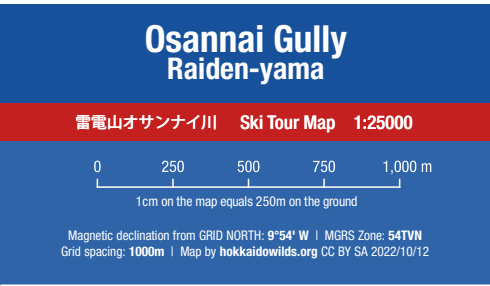 Osannai Gully
Raiden-yama
雷電山オサンナイ川 Ski Tour Map 1:25000
0 250 500 750 1,000 m
1cm on the map equals 250m on the ground
Magnetic declination from GRID NORTH: 9°54' W | MGRS Zone: 54TVN
Grid spacing: 1000m | Map by hokkaidowilds.org CC BY SA 2022/10/12